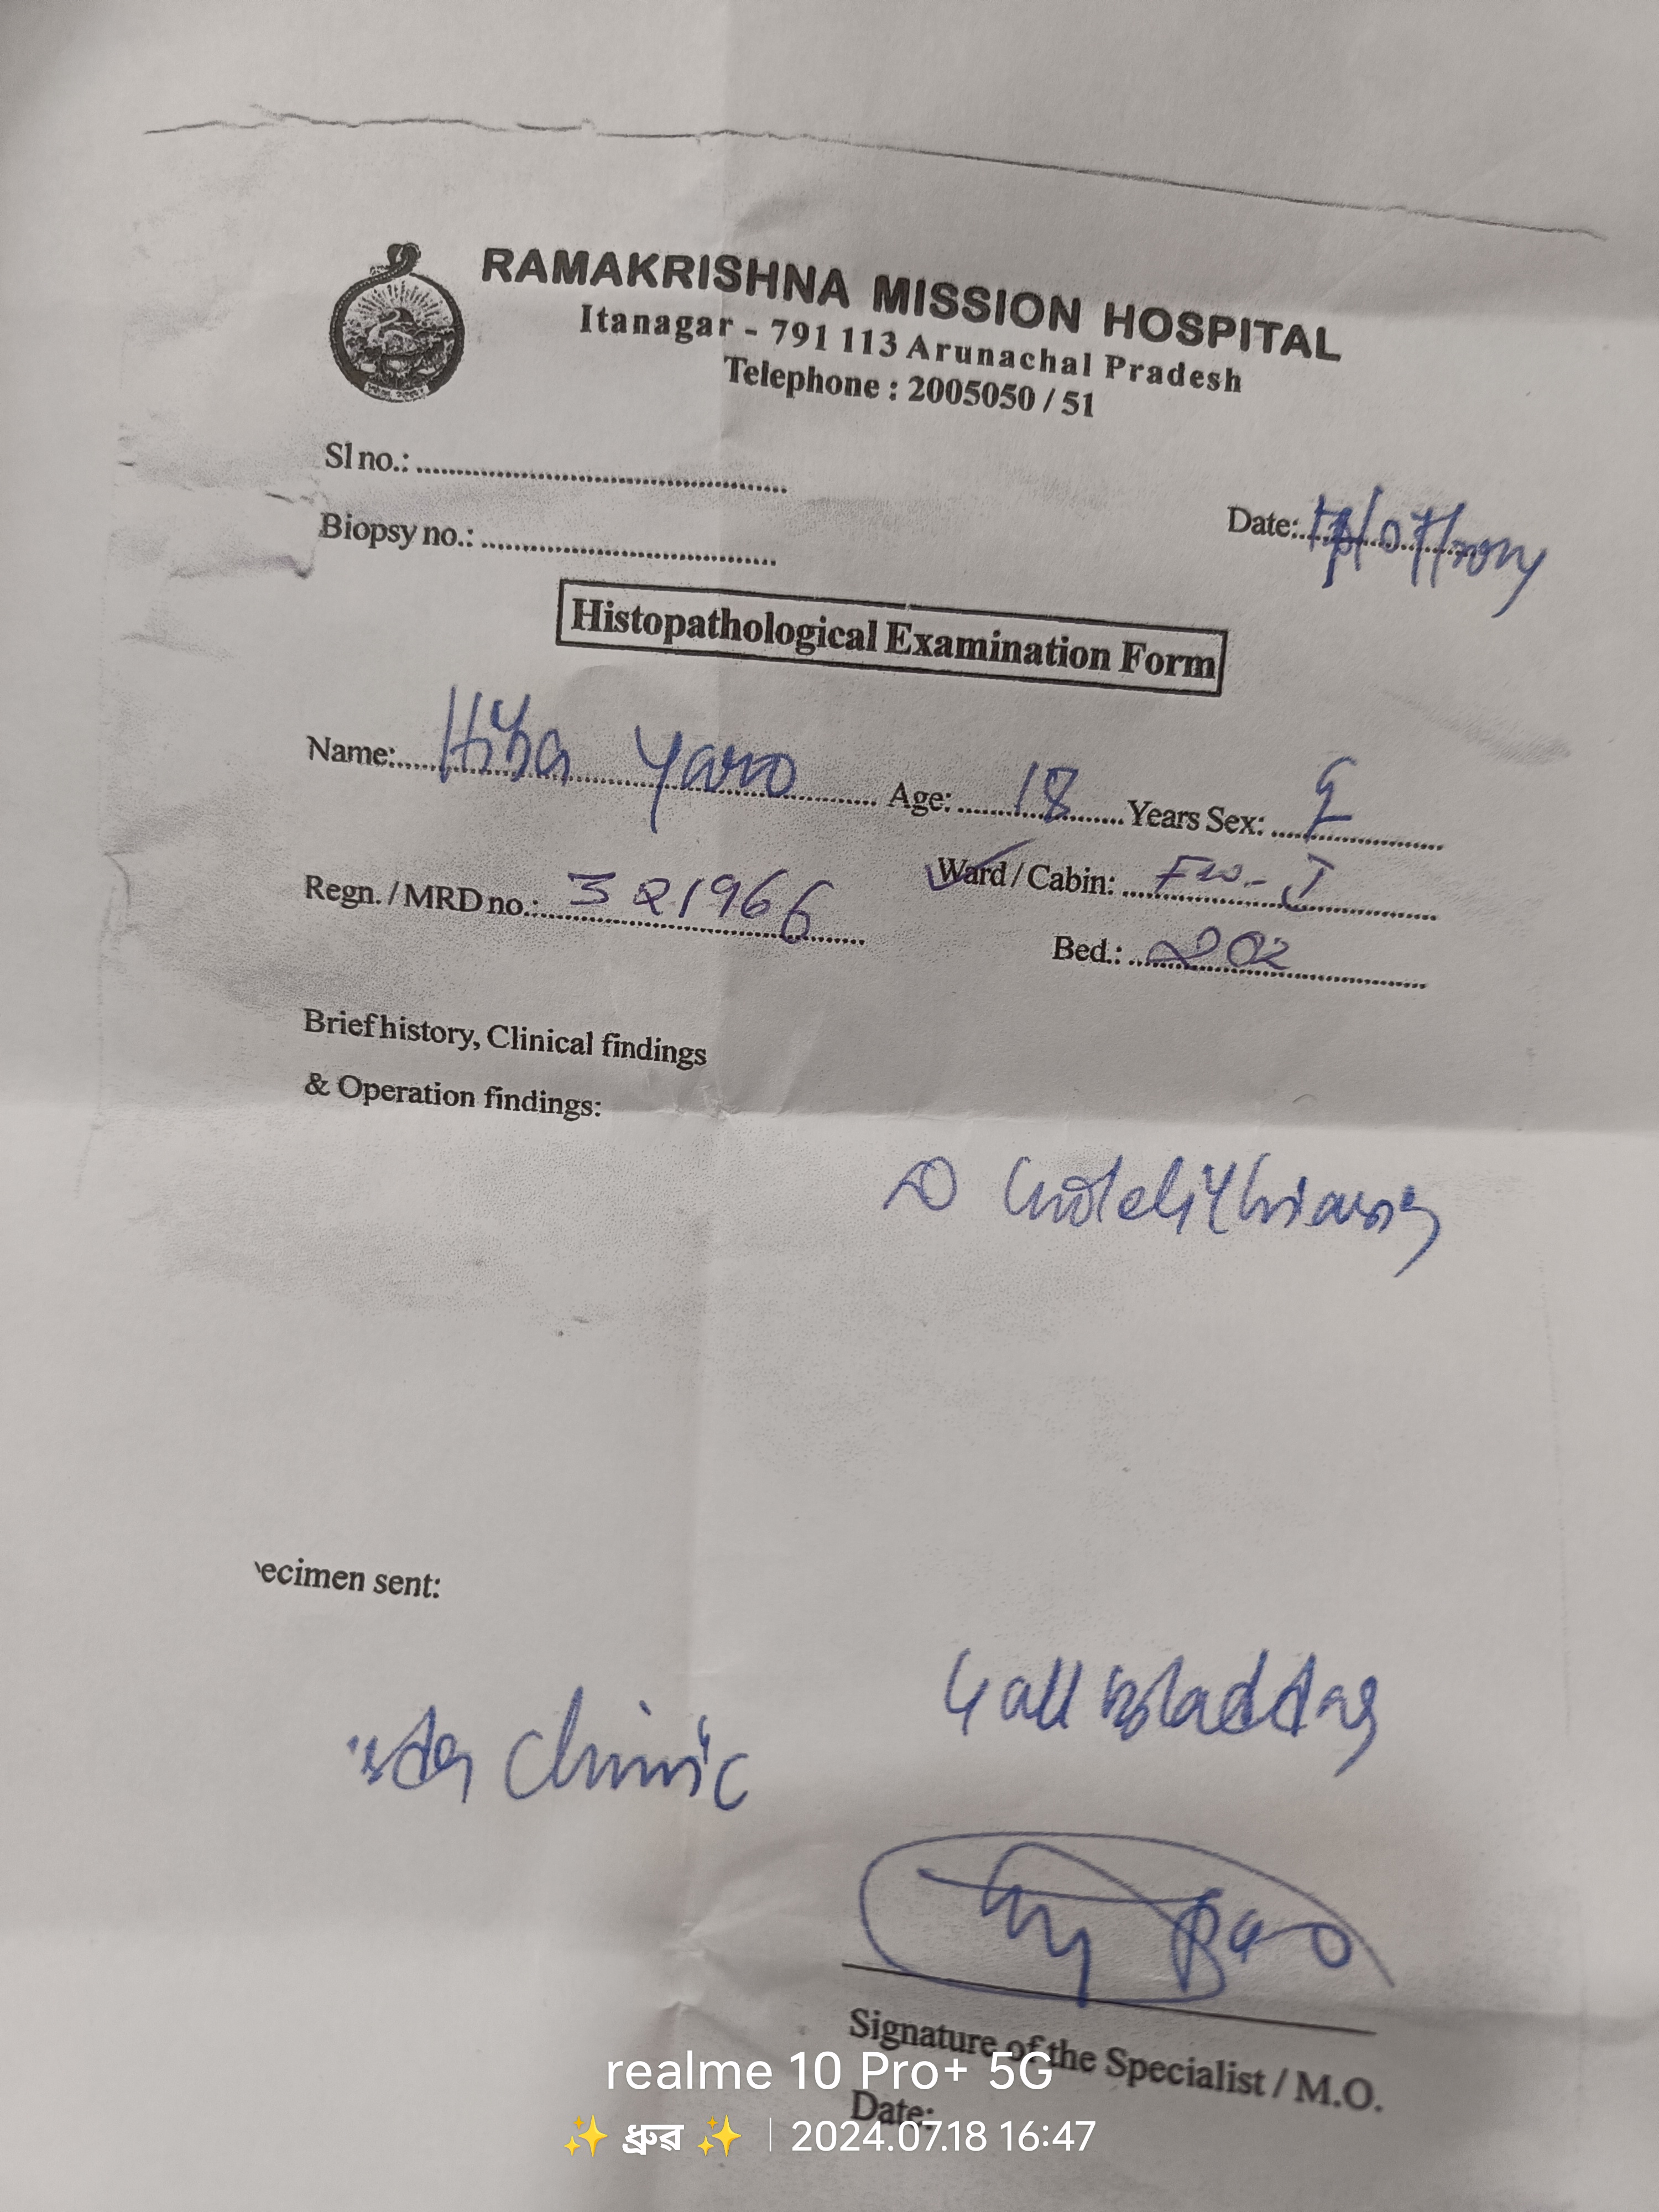 RAMAKRISHNA MISSION HOSPITAL
Itanagar - 791 113 Arunachal Pradesh
Telephone : 2005050 / 51
Sl no.:
Biopsy no.:
Date:
Histopathological Examination Form
Name: Yaro Age: 18 Years Sex: F
Regn. / MRD no.: 321966
Ward / Cabin: FW-I
Bed.: 202
Brief history, Clinical findings
& Operation findings:
ecimen sent:
Gall bladder
clinic
Signature of the Specialist / M.O.
Date:
realme 10 Pro+ 5G
✨ ধ্ৰুৱ ✨ | 2024.07.18 16:47